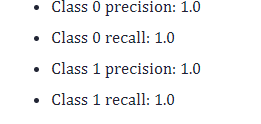 • Class 0 precision: 1.0
• Class 0 recall: 1.0
• Class 1 precision: 1.0
• Class 1 recall: 1.0